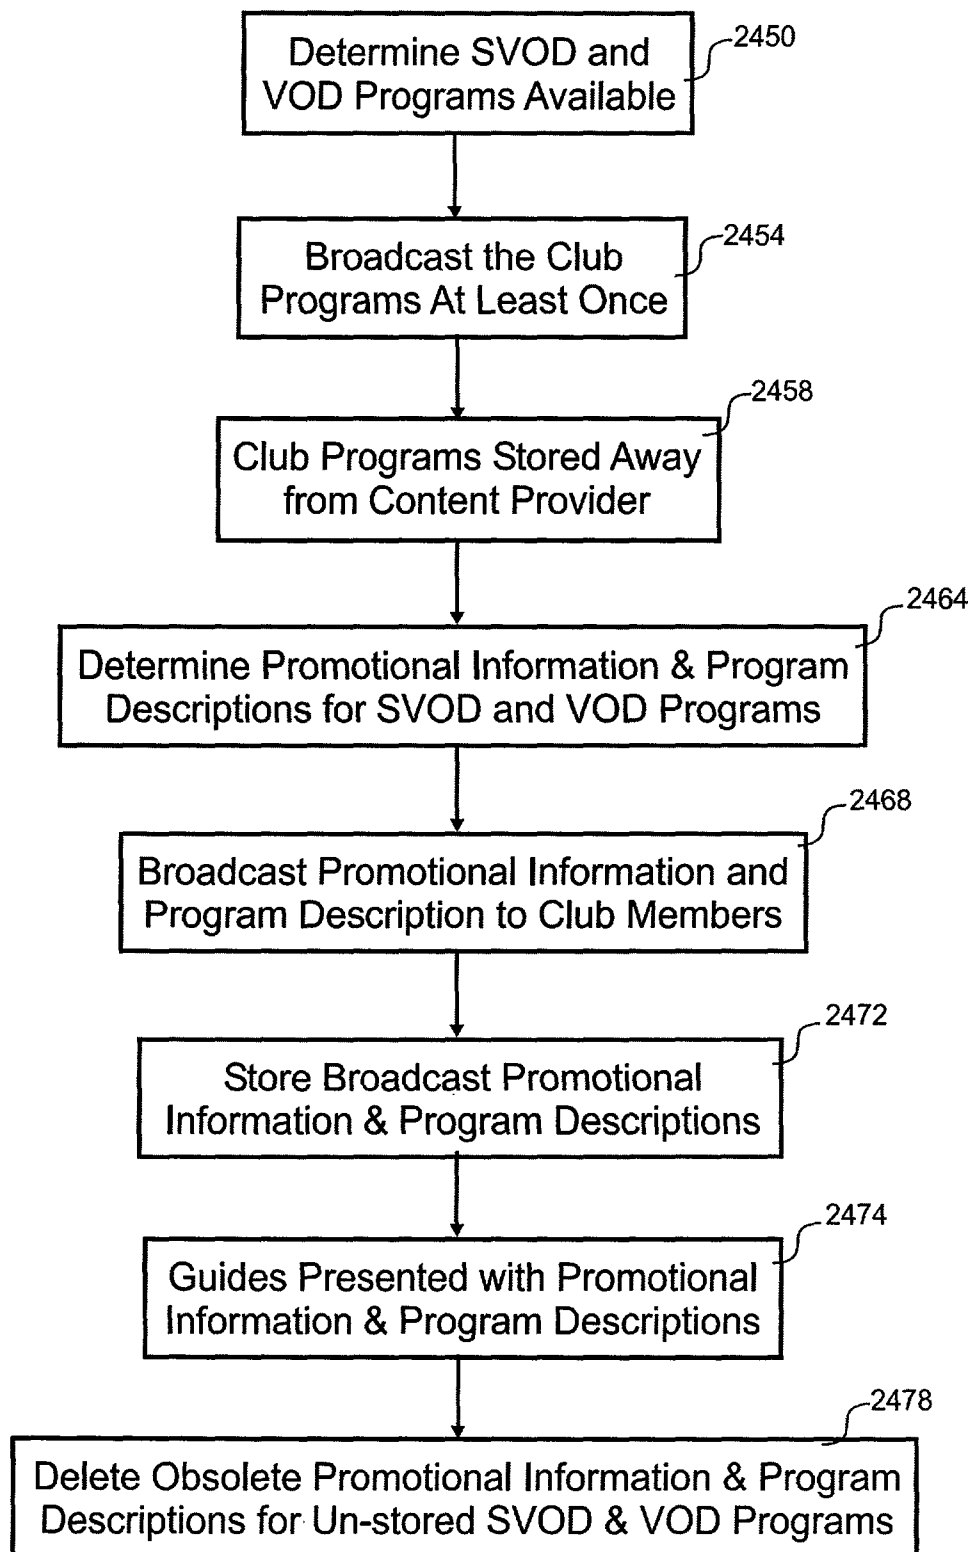 Determine SVOD and
VOD Programs Available
2450
Broadcast the Club
Programs At Least Once
2454
Club Programs Stored Away
from Content Provider
2458
Determine Promotional Information & Program
Descriptions for SVOD and VOD Programs
2464
Broadcast Promotional Information and
Program Description to Club Members
2468
Store Broadcast Promotional
Information & Program Descriptions
2472
Guides Presented with Promotional
Information & Program Descriptions
2474
Delete Obsolete Promotional Information & Program
Descriptions for Un-stored SVOD & VOD Programs
2478